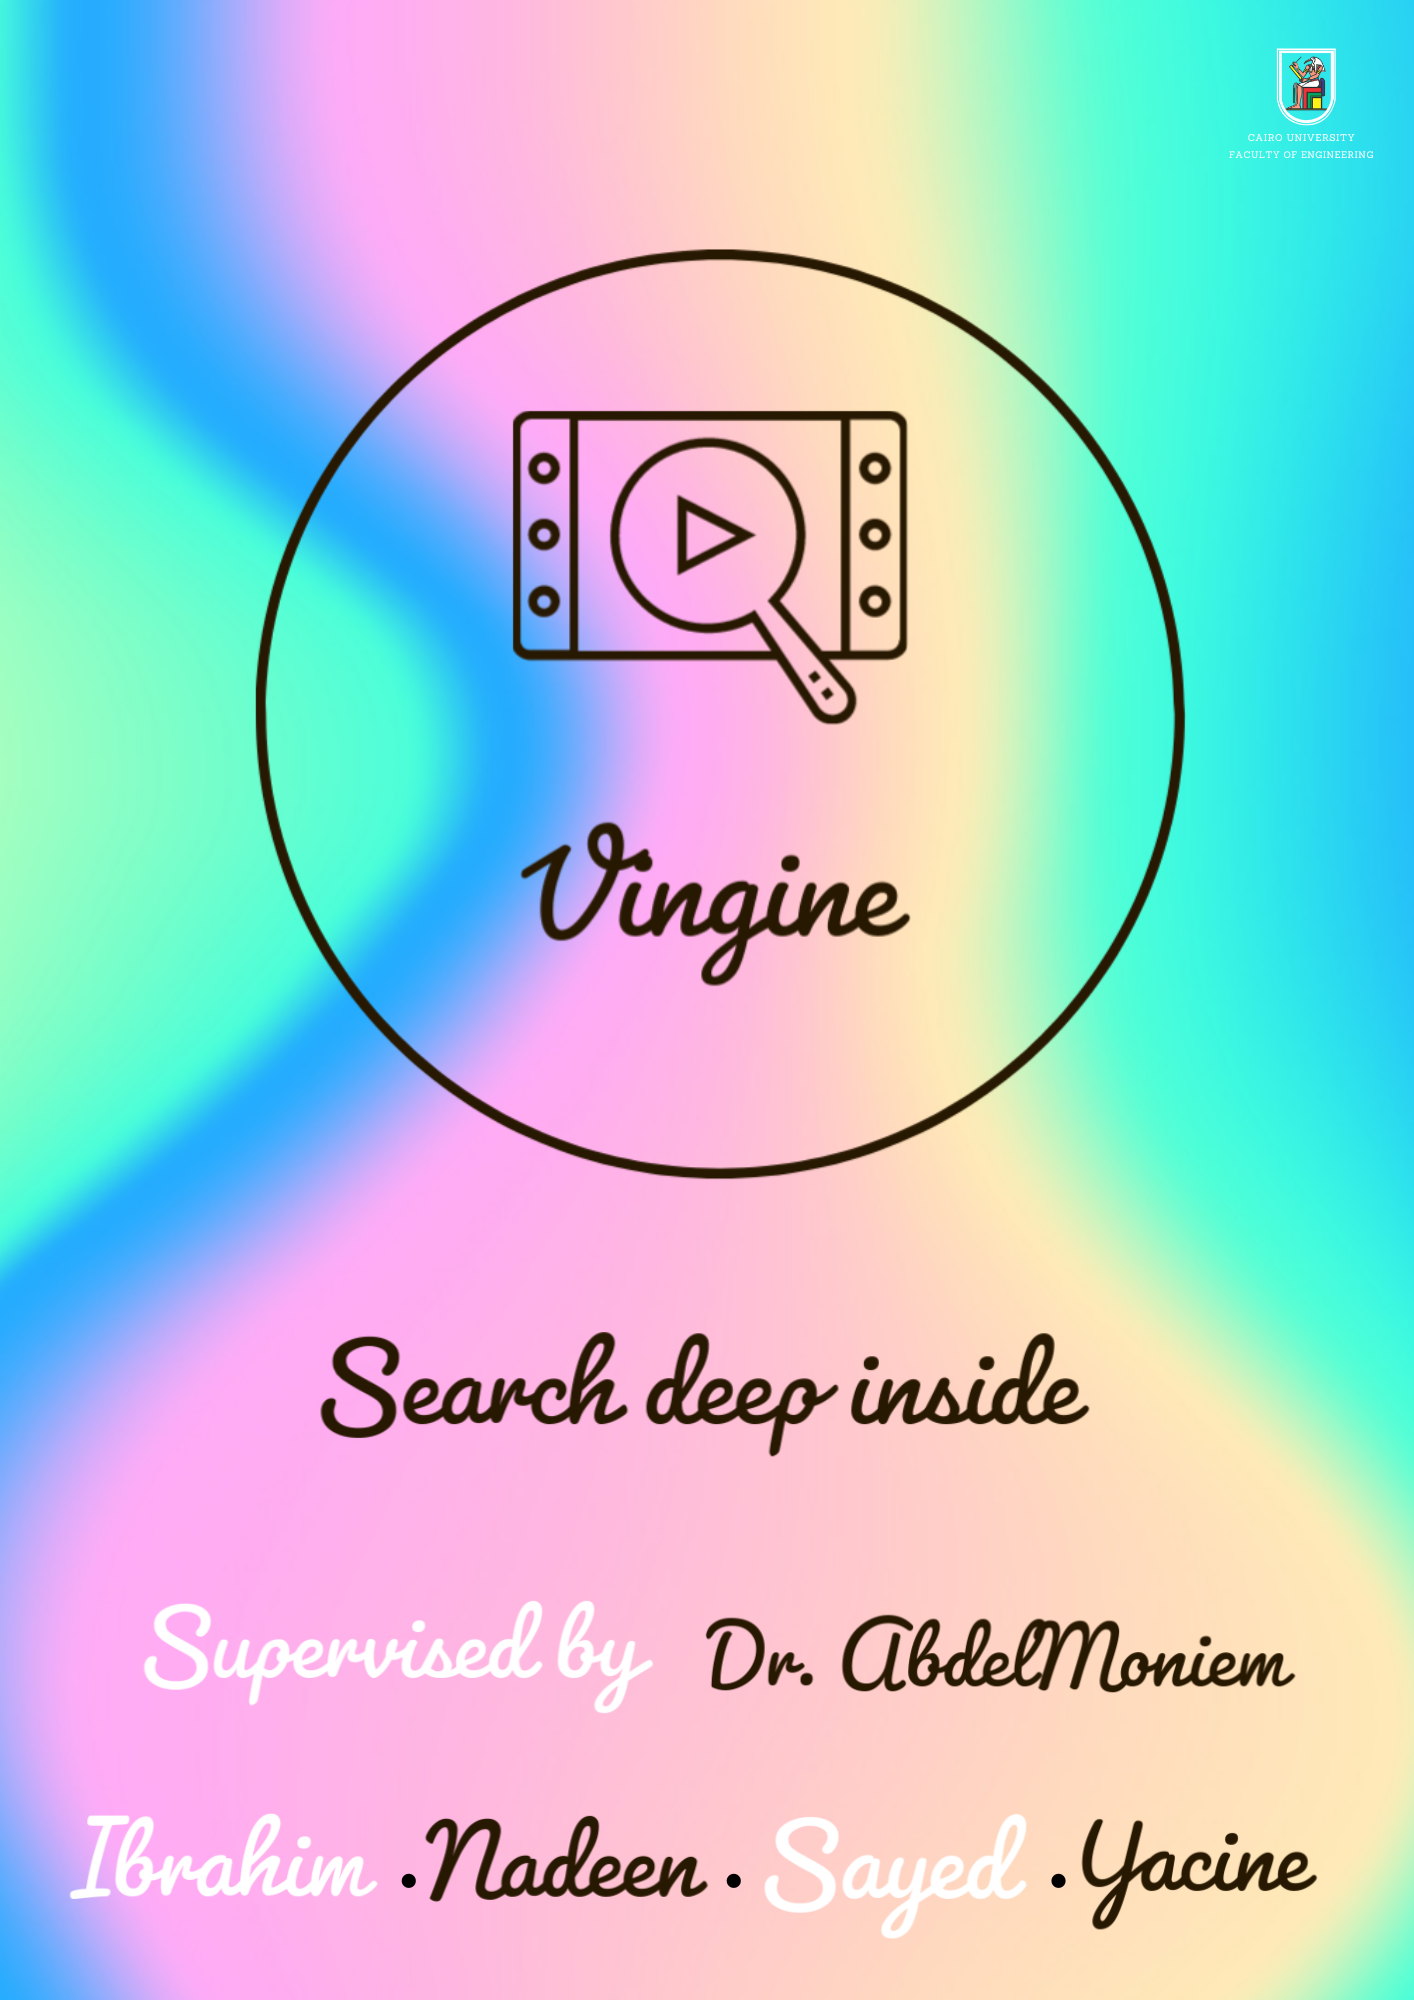 CAIRO UNIVERSITY
FACULTY OF ENGINEERING
Vingine
Search deep inside
Supervised by Dr. AbdelMoniem
Ibrahim • Nadeen • Sayed • Yacine